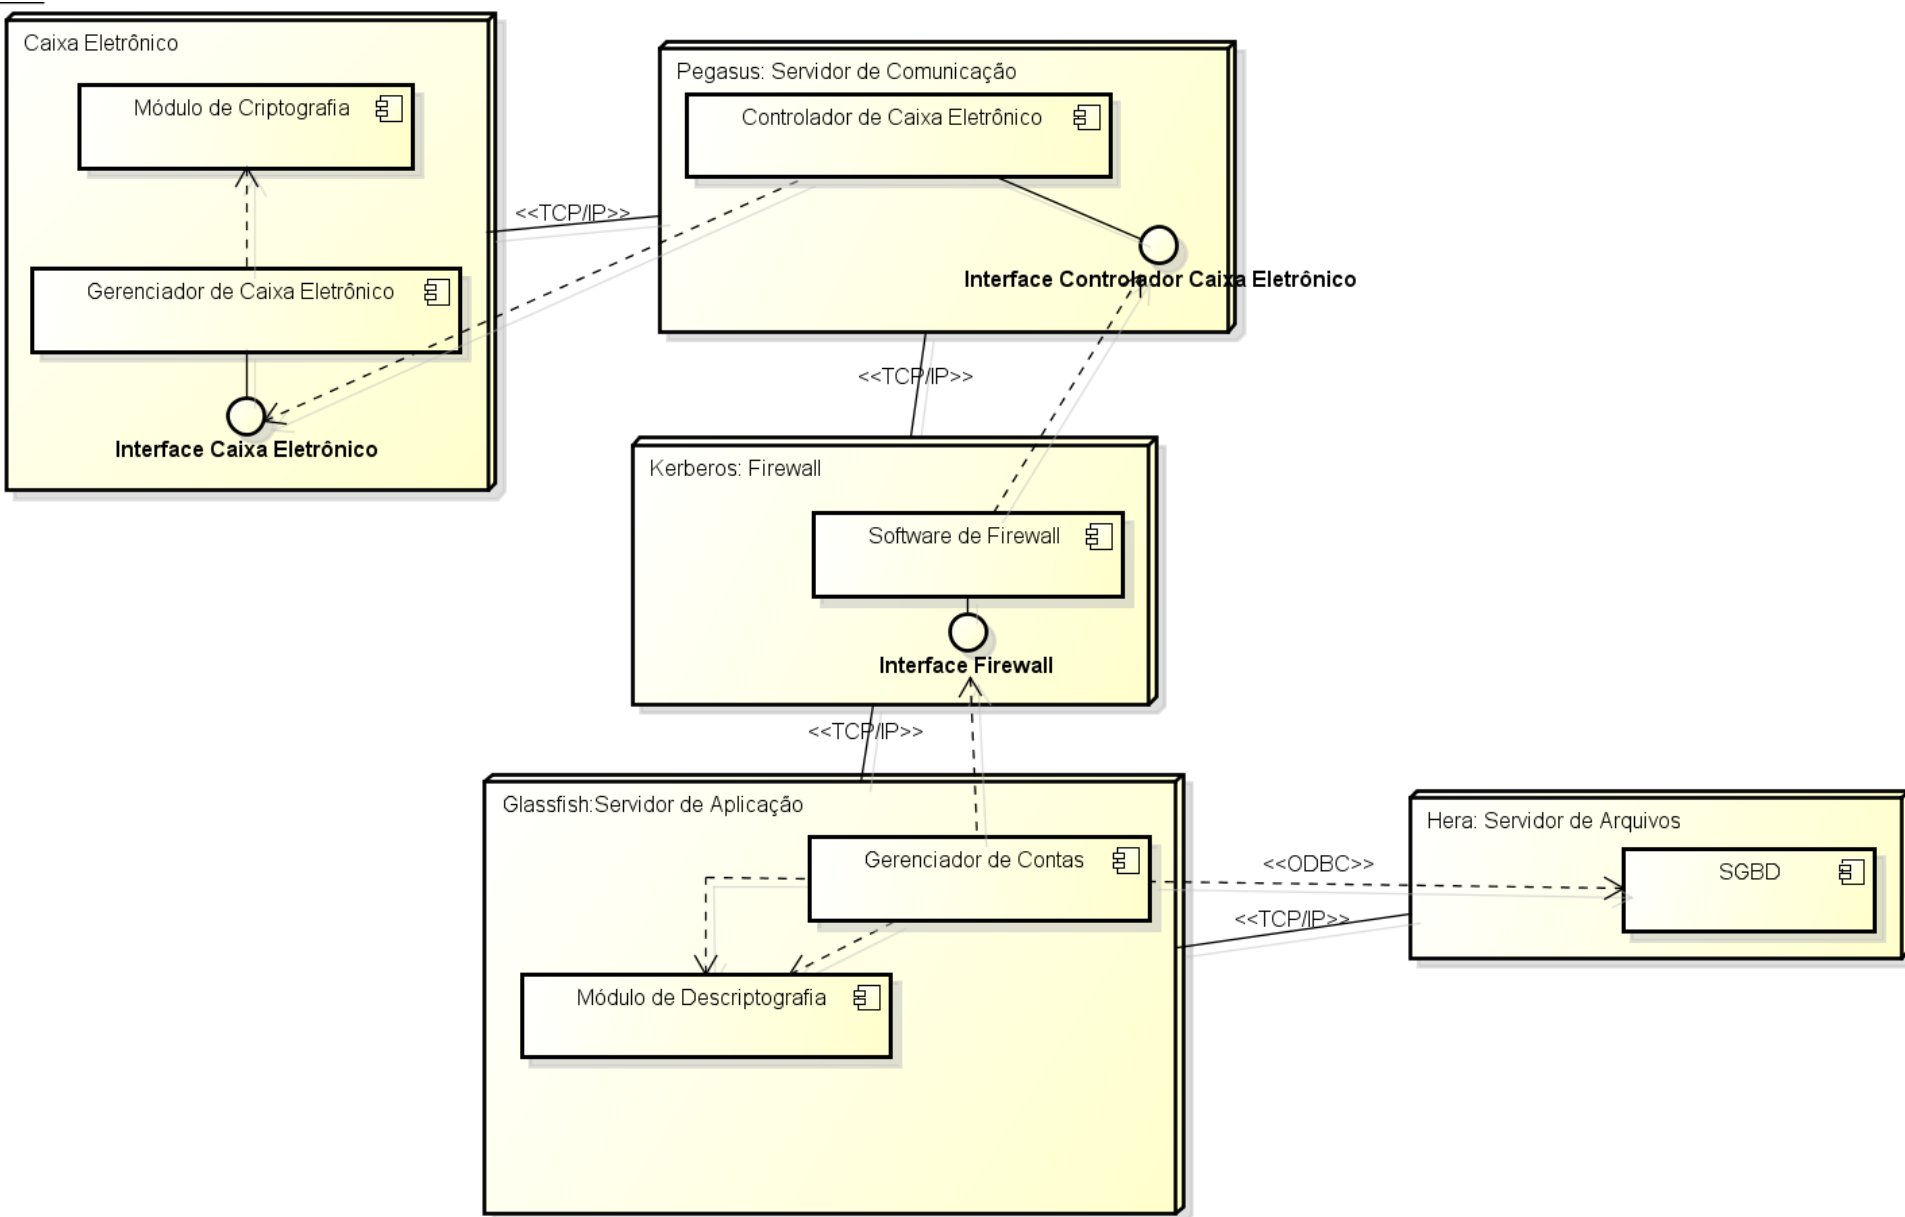 Caixa Eletrônico
Módulo de Criptografia
Gerenciador de Caixa Eletrônico
Interface Caixa Eletrônico
<<TCP/IP>>
Pegasus: Servidor de Comunicação
Controlador de Caixa Eletrônico
Interface Controlador Caixa Eletrônico
<<TCP/IP>>
Kerberos: Firewall
Software de Firewall
Interface Firewall
<<TCP/IP>>
Glassfish:Servidor de Aplicação
Gerenciador de Contas
Módulo de Descriptografia
<<ODBC>>
<<TCP/IP>>
Hera: Servidor de Arquivos
SGBD